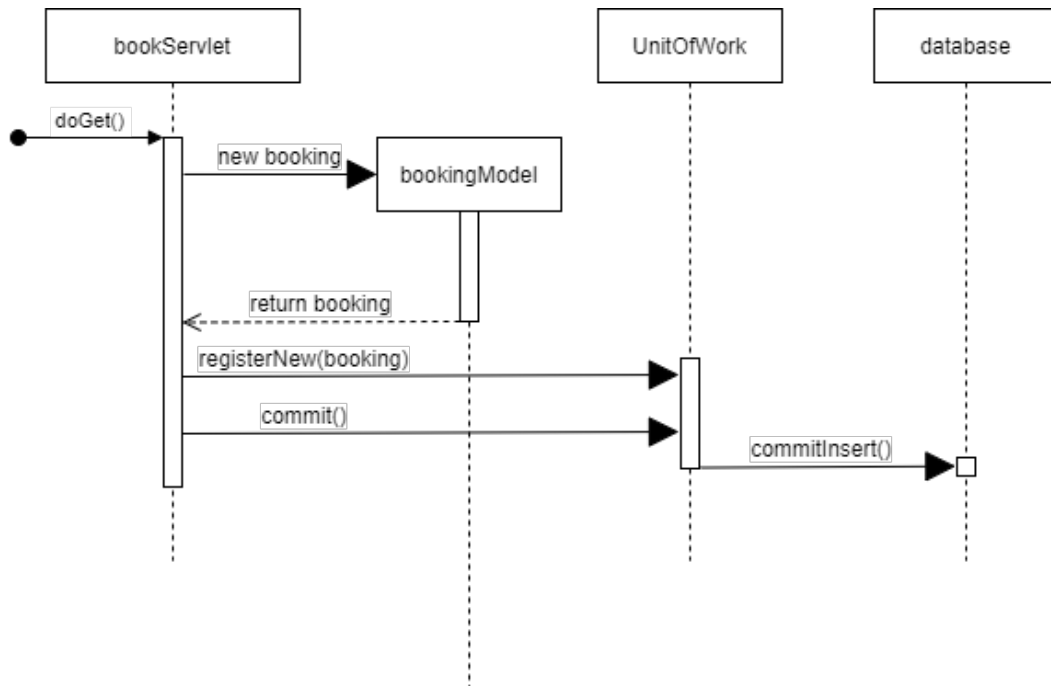 bookServlet
UnitOfWork
database
doGet()
new booking
bookingModel
return booking
registerNew(booking)
commit()
commitInsert()